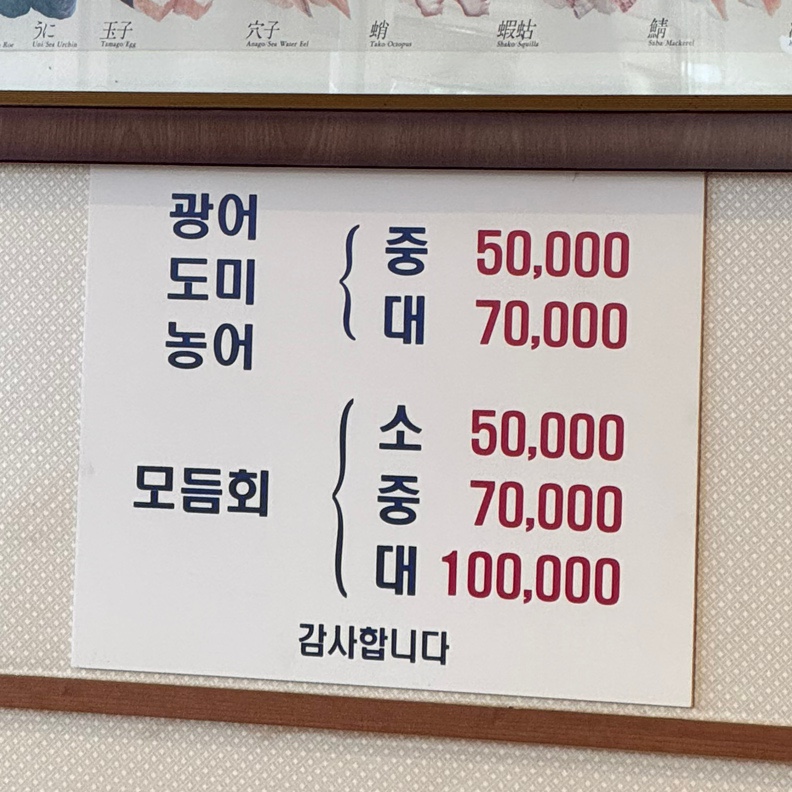 うに 玉子 穴子 蛸 蝦蛄 鯖
Roe Uni Sea Urchin Tamago Egg Anago Sea Water Eel Tako Octopus Shako Squilla Saba Mackerel
광어
도미
농어
중 50,000
대 70,000
모듬회
소 50,000
중 70,000
대 100,000
감사합니다